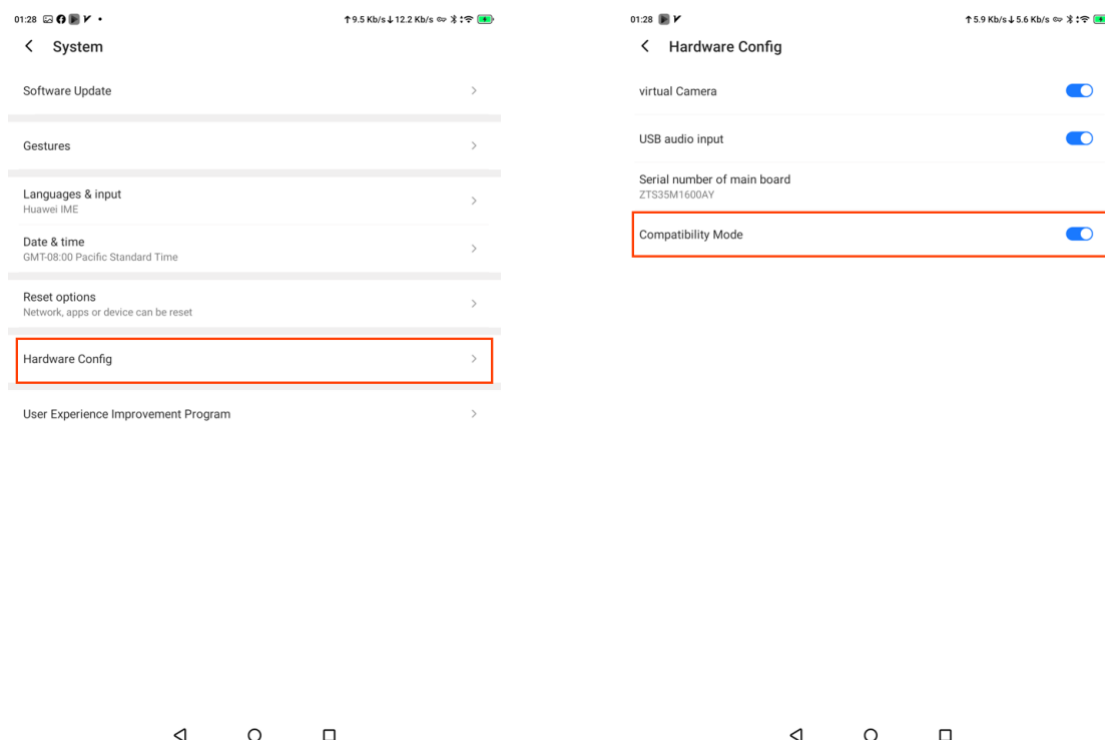 01:28
↑9.5 Kb/s↓12.2 Kb/s
System
Software Update
Gestures
Languages & input
Huawei IME
Date & time
GMT-08:00 Pacific Standard Time
Reset options
Network, apps or device can be reset
Hardware Config
User Experience Improvement Program
01:28
↑5.9 Kb/s↓5.6 Kb/s
Hardware Config
virtual Camera
USB audio input
Serial number of main board
ZTS35M1600AY
Compatibility Mode